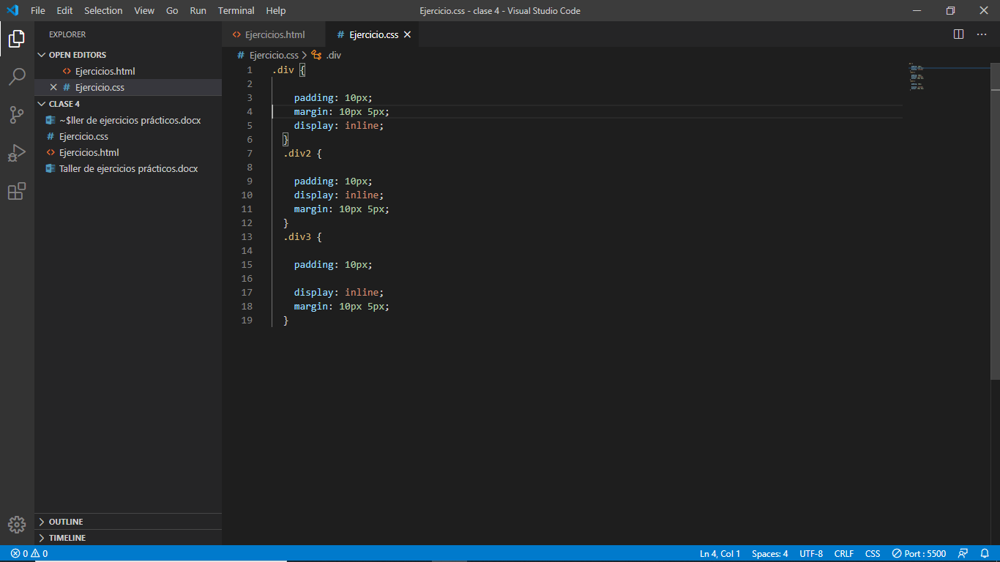 File Edit Selection View Go Run Terminal Help Ejercicio.css - clase 4 - Visual Studio Code
EXPLORER
OPEN EDITORS
Ejercicios.html
Ejercicio.css
CLASE 4
~$ller de ejercicios prácticos.docx
Ejercicio.css
Ejercicios.html
Taller de ejercicios prácticos.docx
OUTLINE
TIMELINE
Ejercicios.html Ejercicio.css
Ejercicio.css > .div
1 .div {
2
3 padding: 10px;
4 margin: 10px 5px;
5 display: inline;
6 }
7 .div2 {
8
9 padding: 10px;
10 display: inline;
11 margin: 10px 5px;
12 }
13 .div3 {
14
15 padding: 10px;
16
17 display: inline;
18 margin: 10px 5px;
19 }
0 0 Ln 4, Col 1 Spaces: 4 UTF-8 CRLF CSS Port : 5500